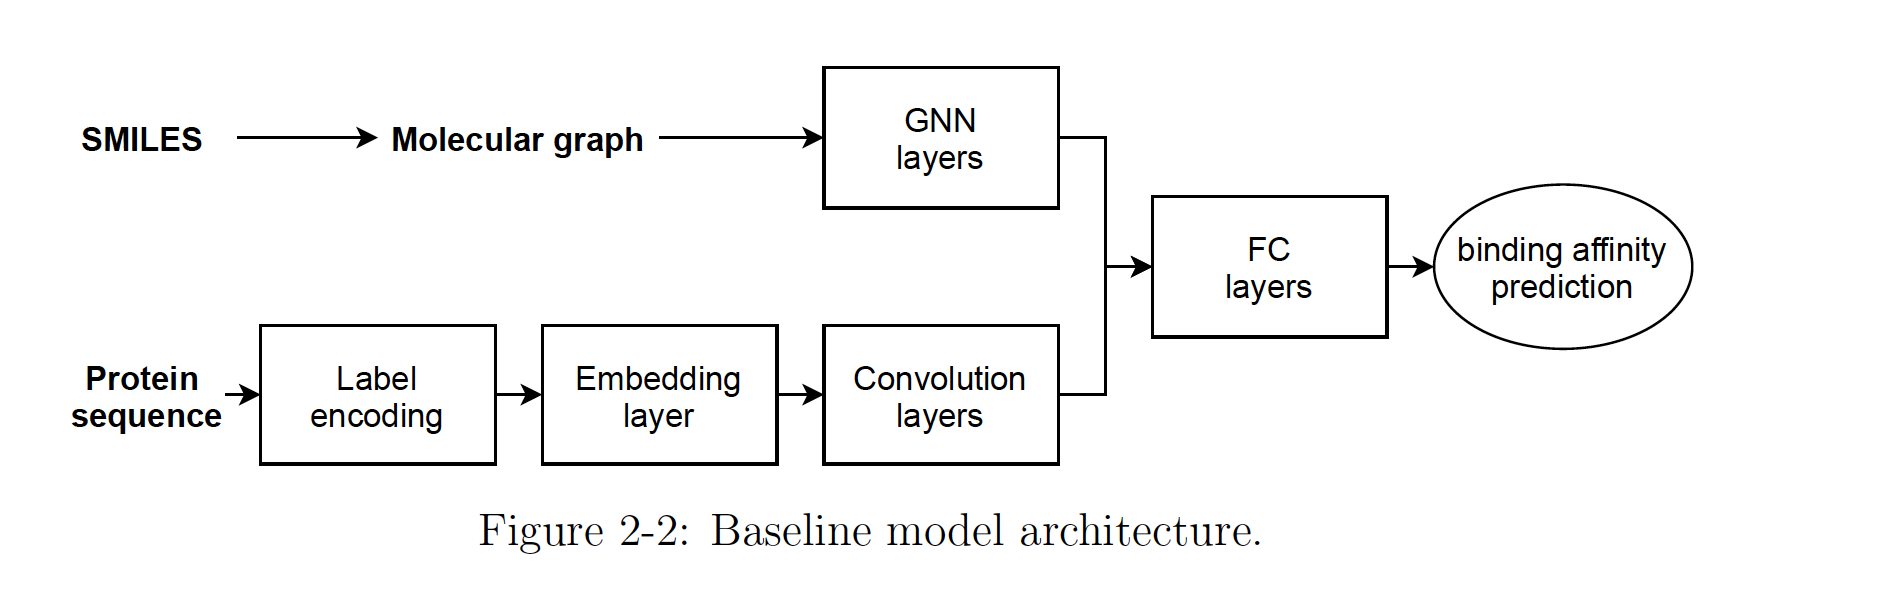 SMILES
Molecular graph
GNN
layers
FC
layers
binding affinity
prediction
Protein
sequence
Label
encoding
Embedding
layer
Convolution
layers
Figure 2-2: Baseline model architecture.